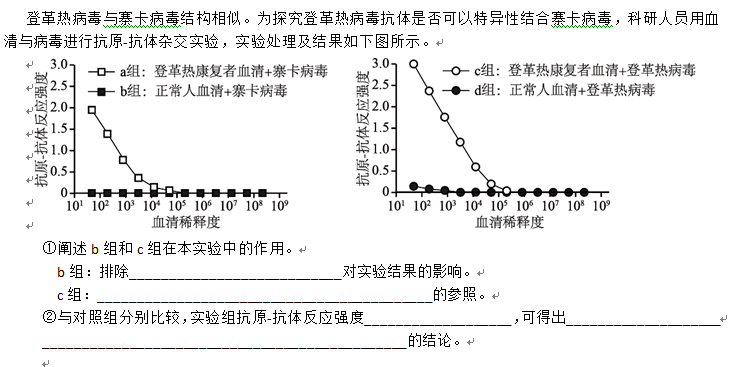 登革热病毒与寨卡病毒结构相似。为探究登革热病毒抗体是否可以特异性结合寨卡病毒，科研人员用血
清与病毒进行抗原-抗体杂交实验，实验处理及结果如下图所示。
抗原-抗体反应强度
3.0
2.0
1.5
1.0
0.5
0
a组：登革热康复者血清+寨卡病毒
b组：正常人血清+寨卡病毒
10¹ 10² 10³ 10⁴ 10⁵ 10⁶ 10⁷ 10⁸ 10⁹
血清稀释度
抗原-抗体反应强度
3.0
2.0
1.5
1.0
0.5
0
c组：登革热康复者血清+登革热病毒
d组：正常人血清+登革热病毒
10¹ 10² 10³ 10⁴ 10⁵ 10⁶ 10⁷ 10⁸ 10⁹
血清稀释度
①阐述 b 组和 c 组在本实验中的作用。
b 组：排除____________________________对实验结果的影响。
c 组：____________________________________________的参照。
②与对照组分别比较，实验组抗原-抗体反应强度___________________，可得出____________________
________________________________________________的结论。